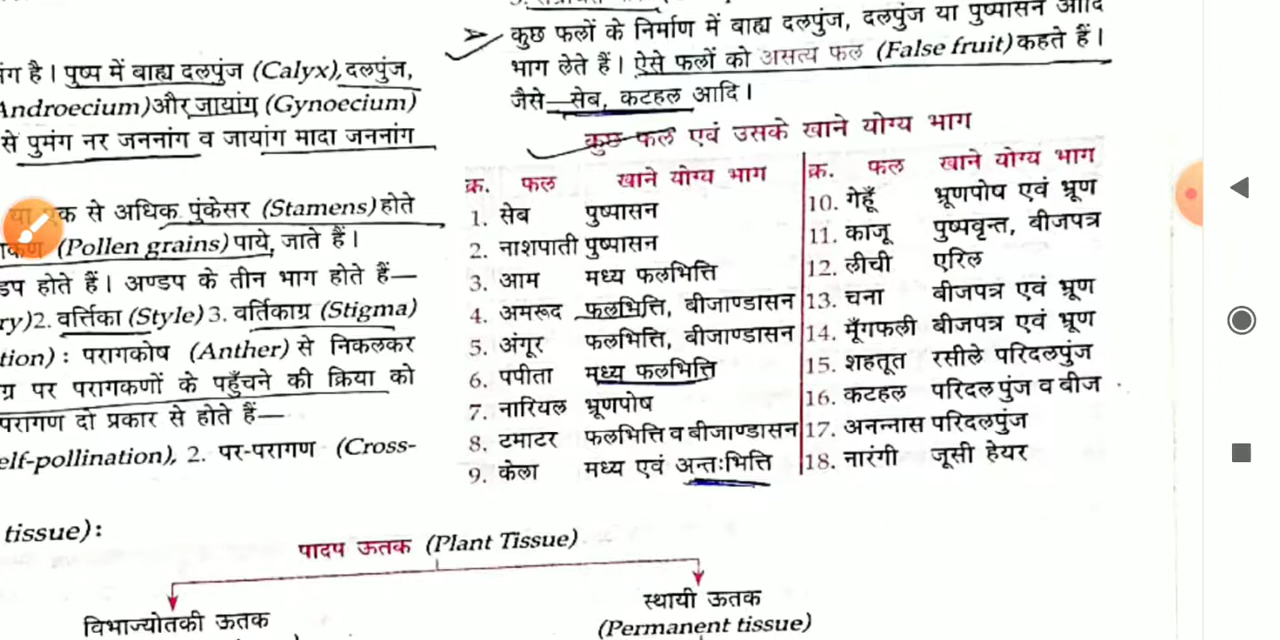 ंग है। पुष्प में बाह्य दलपुंज (Calyx), दलपुंज,
Androecium) और जायांग (Gynoecium)
से पुमंग नर जननांग व जायांग मादा जननांग
या एक से अधिक पुंकेसर (Stamens) होते
(Pollen grains) पाये जाते हैं।
होते हैं। अण्डप के तीन भाग होते हैं—
ry) 2. वर्त्तिका (Style) 3. वर्तिकाग्र (Stigma)
tion) : परागकोष (Anther) से निकलकर
ग्र पर परागकणों के पहुँचने की क्रिया को
परागण दो प्रकार से होते हैं—
elf-pollination), 2. पर-परागण (Cross-
कुछ फलों के निर्माण में बाह्य दलपुंज, दलपुंज या पुष्पासन आदि
भाग लेते हैं। ऐसे फलों को असत्य फल (False fruit) कहते हैं।
जैसे—सेब, कटहल आदि।
कुछ फल एवं उसके खाने योग्य भाग
क्र. फल खाने योग्य भाग
1. सेब पुष्पासन
2. नाशपाती पुष्पासन
3. आम मध्य फलभित्ति
4. अमरूद फलभित्ति, बीजाण्डासन
5. अंगूर फलभित्ति, बीजाण्डासन
6. पपीता मध्य फलभित्ति
7. नारियल भ्रूणपोष
8. टमाटर फलभित्ति व बीजाण्डासन
9. केला मध्य एवं अन्तःभित्ति
क्र. फल खाने योग्य भाग
10. गेहूँ भ्रूणपोष एवं भ्रूण
11. काजू पुष्पवृन्त, बीजपत्र
12. लीची एरिल
13. चना बीजपत्र एवं भ्रूण
14. मूँगफली बीजपत्र एवं भ्रूण
15. शहतूत रसीले परिदलपुंज
16. कटहल परिदल पुंज व बीज
17. अनन्नास परिदलपुंज
18. नारंगी जूसी हेयर
tissue):
पादप ऊतक (Plant Tissue)
विभाज्योतकी ऊतक
स्थायी ऊतक
(Permanent tissue)